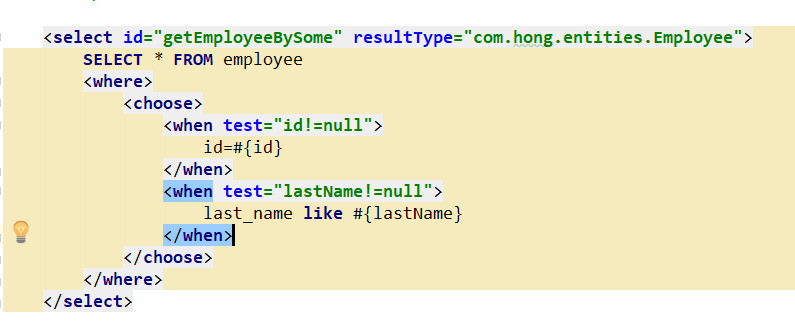 <select id="getEmployeeBySome" resultType="com.hong.entities.Employee">
SELECT * FROM employee
<where>
<choose>
<when test="id!=null">
id=#{id}
</when>
<when test="lastName!=null">
last_name like #{lastName}
</when>
</choose>
</where>
</select>